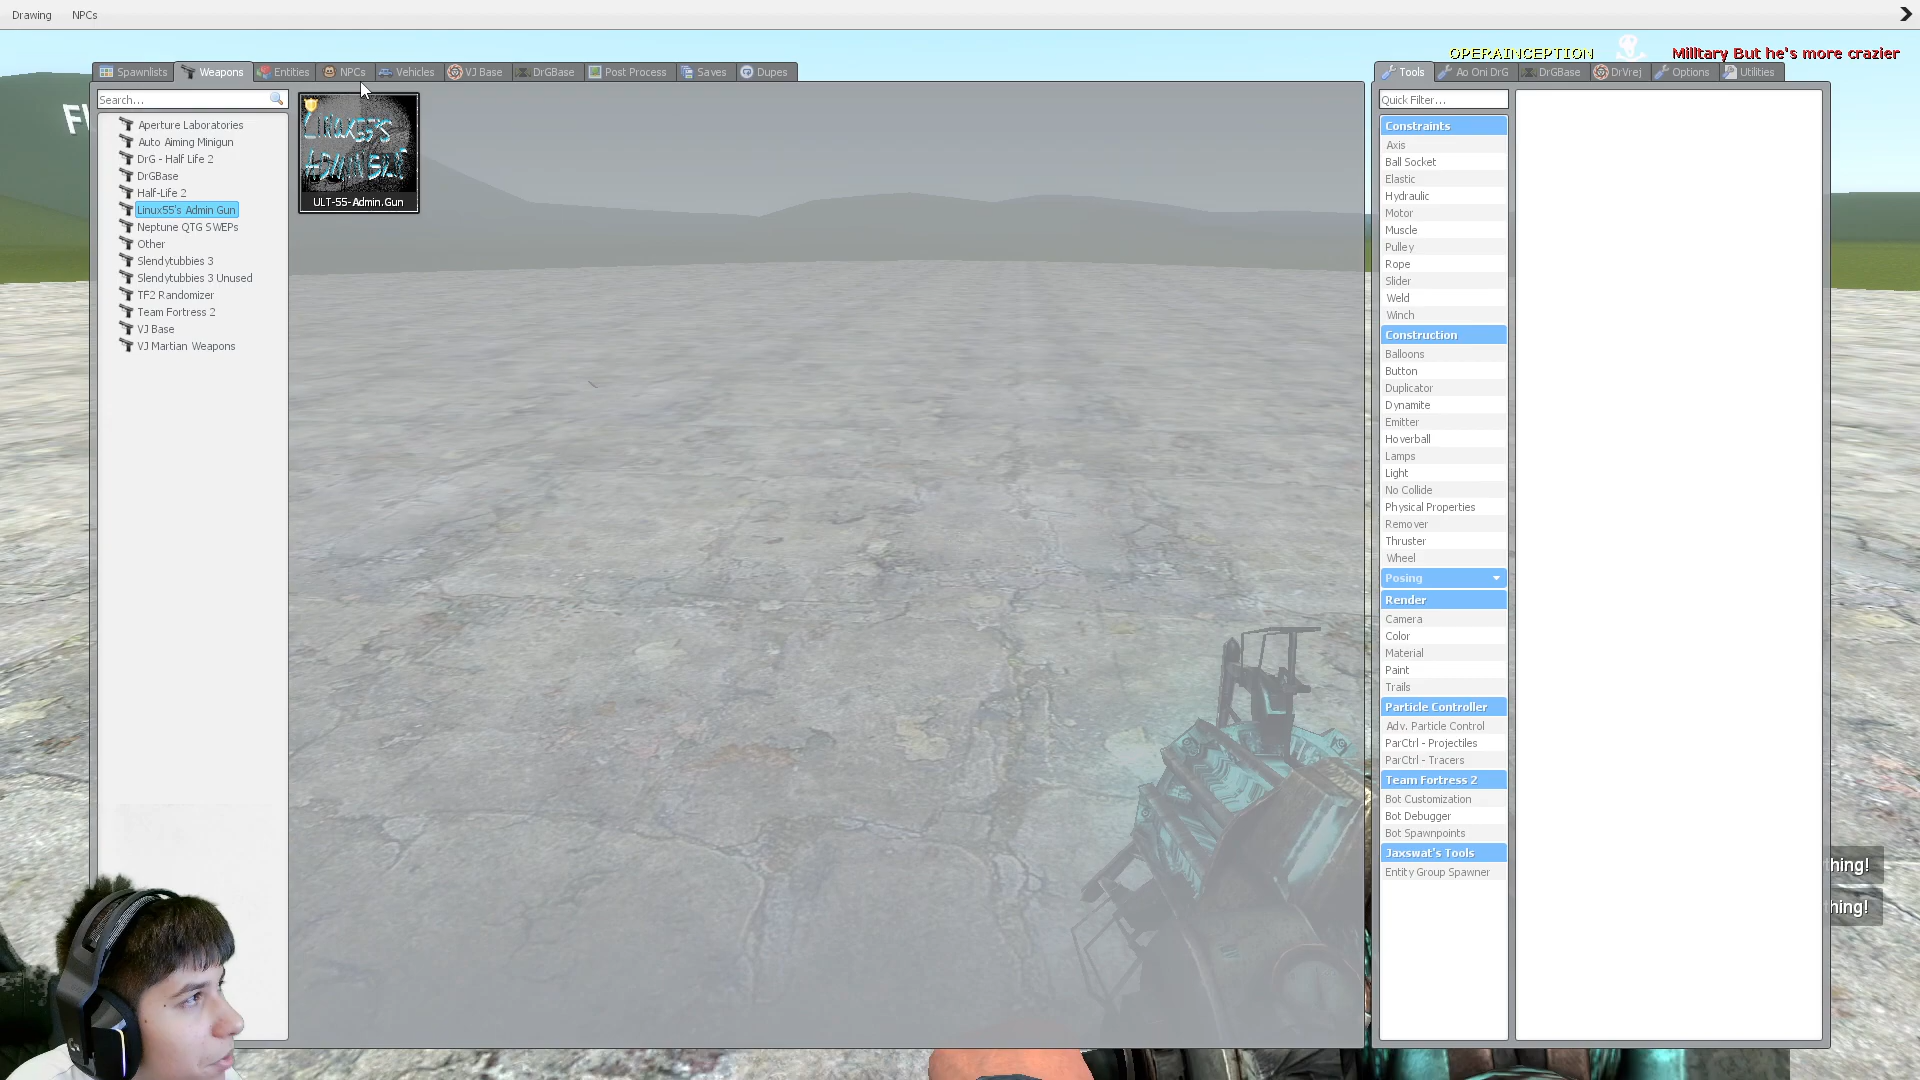 Drawing NPCs
OPERAINCEPTION Military But he's more crazier
Spawnlists Weapons Entities NPCs Vehicles VJ Base DrGBase Post Process Saves Dupes
Tools Ao Oni DrG DrGBase DrVrej Options Utilities
Search...
Aperture Laboratories
Auto Aiming Minigun
DrG - Half Life 2
DrGBase
Half-Life 2
Linux55's Admin Gun
Neptune QTG SWEPs
Other
Slendytubbies 3
Slendytubbies 3 Unused
TF2 Randomizer
Team Fortress 2
VJ Base
VJ Martian Weapons
LINUX55'S
ULT-55-Admin.Gun
Quick Filter...
Constraints
Axis
Ball Socket
Elastic
Hydraulic
Motor
Muscle
Pulley
Rope
Slider
Weld
Winch
Construction
Balloons
Button
Duplicator
Dynamite
Emitter
Hoverball
Lamps
Light
No Collide
Physical Properties
Remover
Thruster
Wheel
Posing
Render
Camera
Color
Material
Paint
Trails
Particle Controller
Adv. Particle Control
ParCtrl - Projectiles
ParCtrl - Tracers
Team Fortress 2
Bot Customization
Bot Debugger
Bot Spawnpoints
Jaxswat's Tools
Entity Group Spawner
thing!
hing!